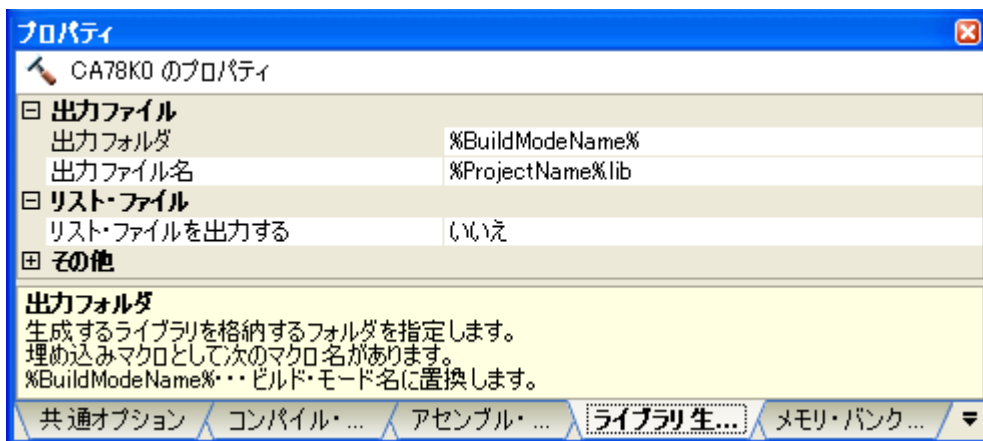 プロパティ
CA78K0 のプロパティ
出力ファイル
出力フォルダ %BuildModeName%
出力ファイル名 %ProjectName%.lib
リスト・ファイル
リスト・ファイルを出力する いいえ
その他
出力フォルダ
生成するライブラリを格納するフォルダを指定します。
埋め込みマクロとして次のマクロ名があります。
%BuildModeName%・・・ビルド・モード名に置換します。
共通オプション コンパイル・... アセンブル・... ライブラリ生... メモリ・バンク...